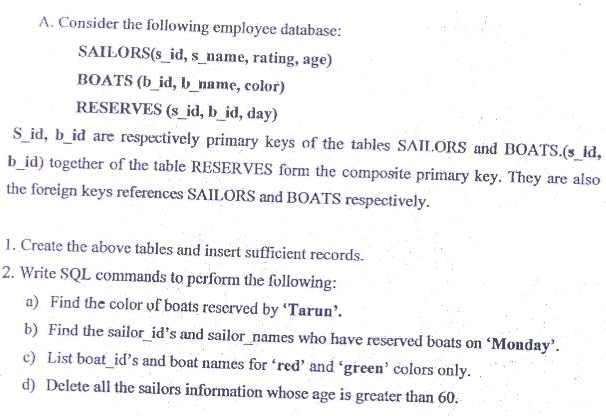 A. Consider the following employee database:
SAILORS(s_id, s_name, rating, age)
BOATS (b_id, b_name, color)
RESERVES (s_id, b_id, day)
S_id, b_id are respectively primary keys of the tables SAILORS and BOATS.(s_id,
b_id) together of the table RESERVES form the composite primary key. They are also
the foreign keys references SAILORS and BOATS respectively.
1. Create the above tables and insert sufficient records.
2. Write SQL commands to perform the following:
a) Find the color of boats reserved by ‘Tarun’.
b) Find the sailor_id’s and sailor_names who have reserved boats on ‘Monday’.
c) List boat_id’s and boat names for ‘red’ and ‘green’ colors only.
d) Delete all the sailors information whose age is greater than 60.